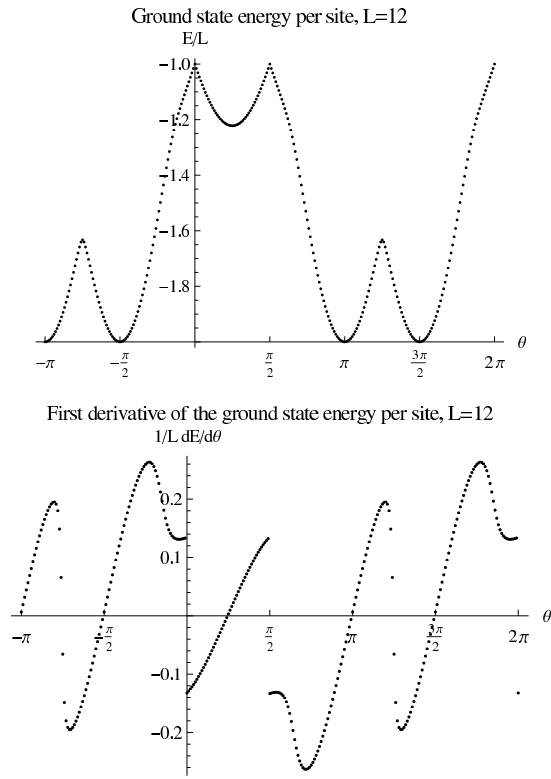 Ground state energy per site, L=12
E/L
−1.0
−1.2
−1.4
−1.6
−1.8
−π
−π/2
π/2
π
3π/2
2π
θ
First derivative of the ground state energy per site, L=12
1/L dE/dθ
0.2
0.1
−0.1
−0.2
−π
−π/2
π/2
π
3π/2
2π
θ